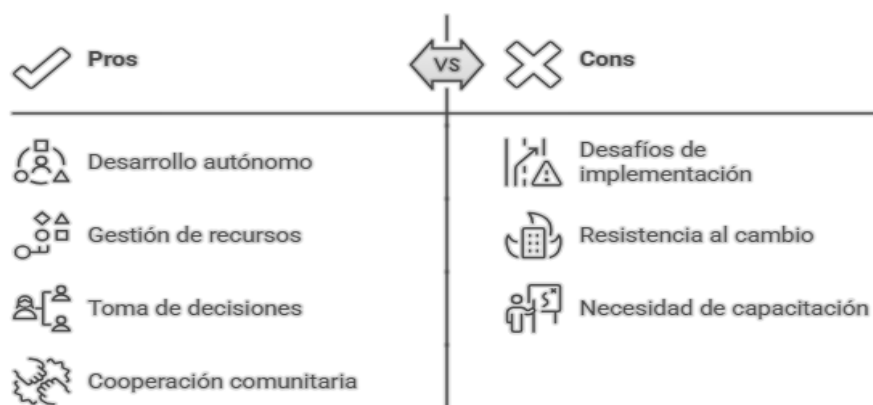 Pros
VS
Cons
Desarrollo autónomo
Desafíos de
implementación
Gestión de recursos
Resistencia al cambio
Toma de decisiones
Necesidad de capacitación
Cooperación comunitaria